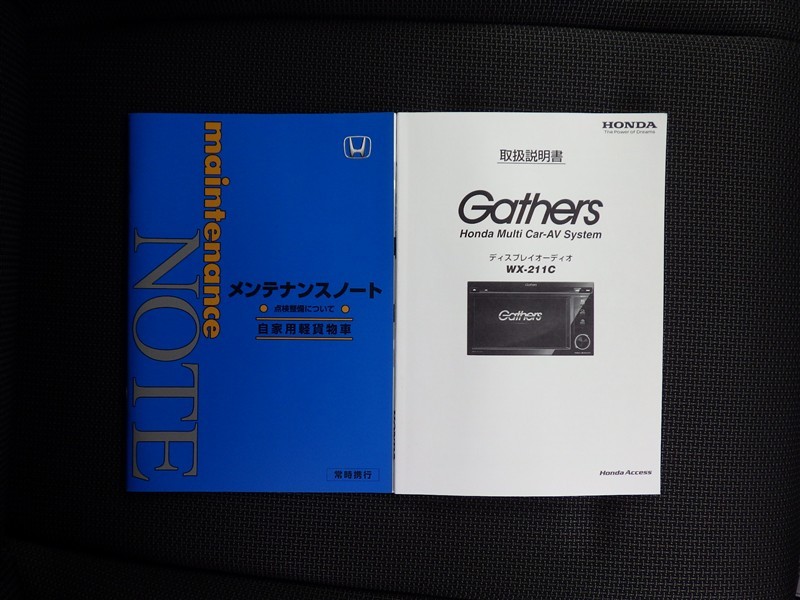 maintenance
NOTE
メンテナンスノート
点検整備について
自家用軽貨物車
常時携行
HONDA
The Power of Dreams
取扱説明書
Gathers
Honda Multi Car-AV System
ディスプレイオーディオ
WX-211C
Gathers
Honda Access